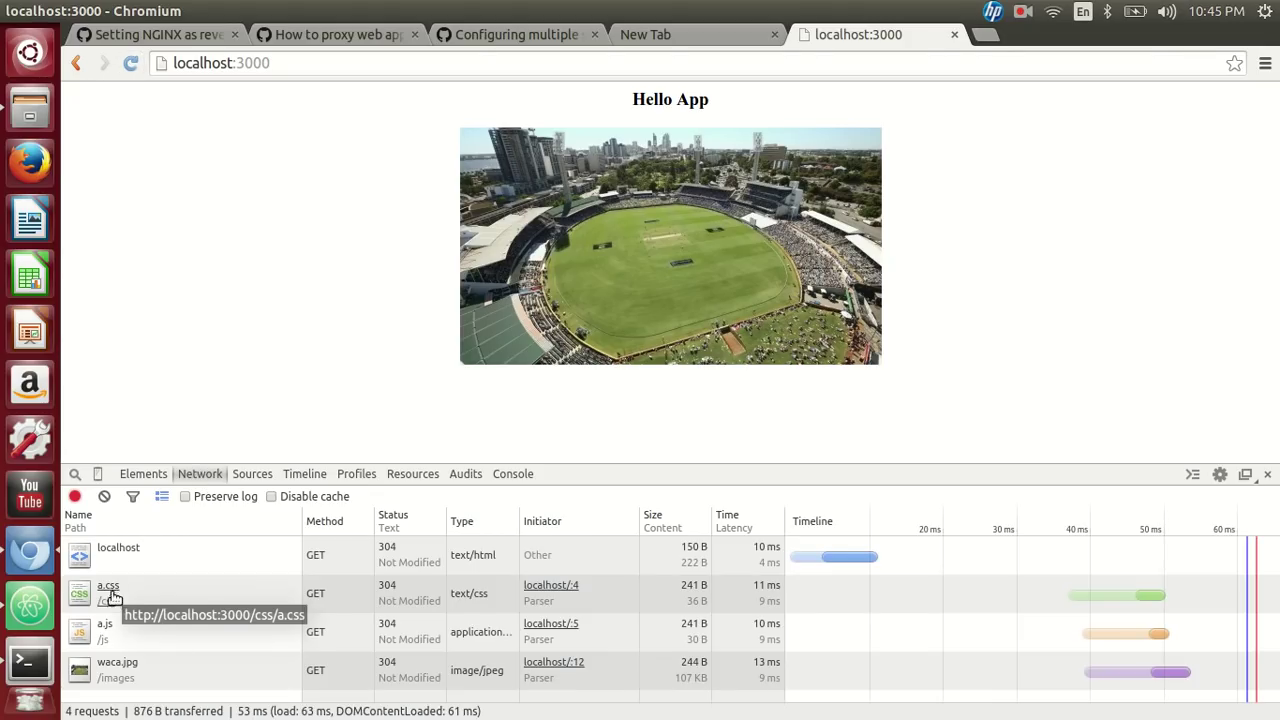 localhost:3000 - Chromium
En
10:45 PM
Setting NGINX as reve
How to proxy web app
Configuring multiple
New Tab
localhost:3000
localhost:3000
Hello App
Elements Network Sources Timeline Profiles Resources Audits Console
Preserve log Disable cache
Name Path
Method
Status Text
Type
Initiator
Size Content
Time Latency
Timeline
20 ms 30 ms 40 ms 50 ms 60 ms
localhost GET 304 Not Modified text/html Other 150 B 222 B 10 ms 4 ms
a.css GET 304 Not Modified text/css localhost/:4 Parser 241 B 36 B 11 ms 9 ms
http://localhost:3000/css/a.css
a.js /js GET 304 Not Modified application... localhost/:5 Parser 241 B 30 B 10 ms 9 ms
waca.jpg /images GET 304 Not Modified image/jpeg localhost/:12 Parser 244 B 107 KB 13 ms 9 ms
4 requests | 876 B transferred | 53 ms (load: 63 ms, DOMContentLoaded: 61 ms)
hp
a
You
Tube
CSS
JS